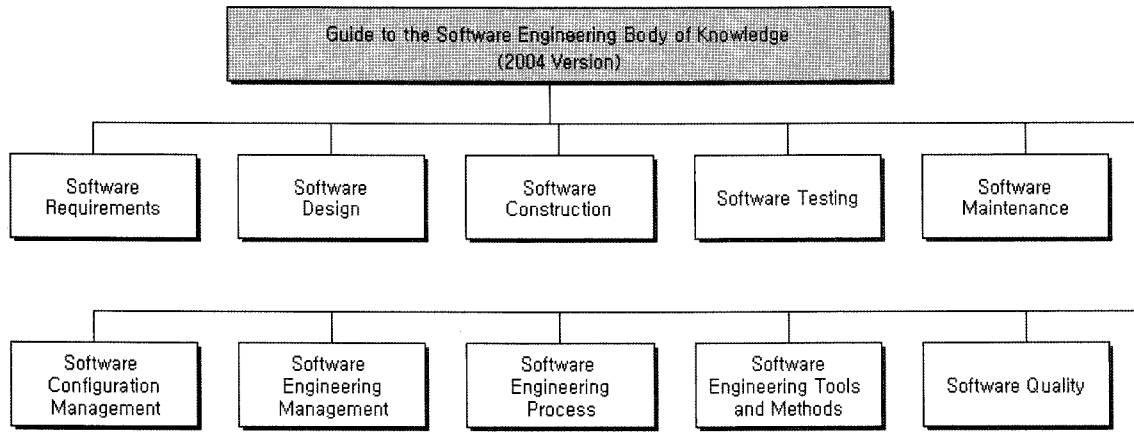 Guide to the Software Engineering Body of Knowledge
(2004 Version)
Software
Requirements
Software
Design
Software
Construction
Software Testing
Software
Maintenance
Software
Configuration
Management
Software
Engineering
Management
Software
Engineering
Process
Software
Engineering Tools
and Methods
Software Quality